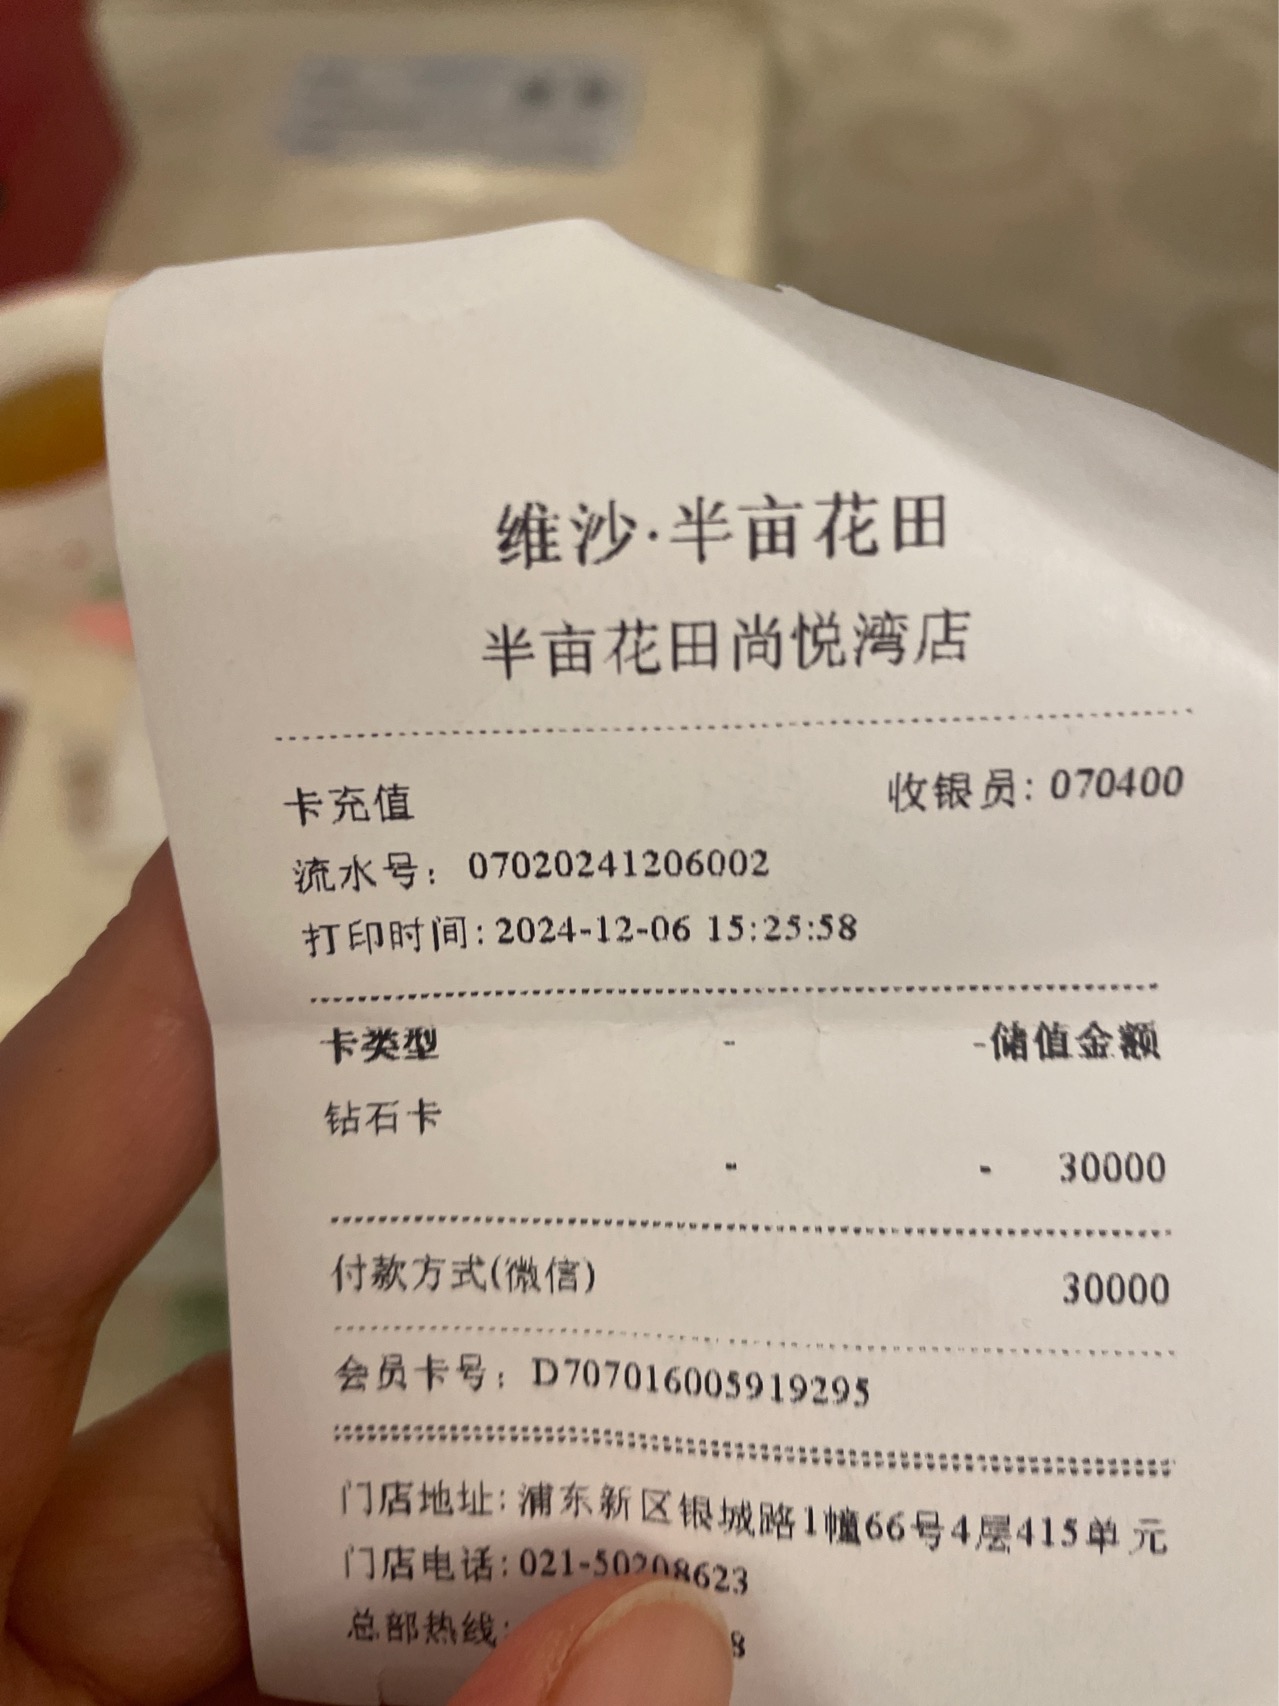 维沙·半亩花田
半亩花田尚悦湾店
卡充值 收银员: 070400
流水号: 07020241206002
打印时间: 2024-12-06 15:25:58
卡类型 - -储值金额
钻石卡
- - 30000
付款方式(微信) 30000
会员卡号: D707016005919295
门店地址: 浦东新区银城路1幢66号4层415单元
门店电话: 021-50208623
总部热线: 8